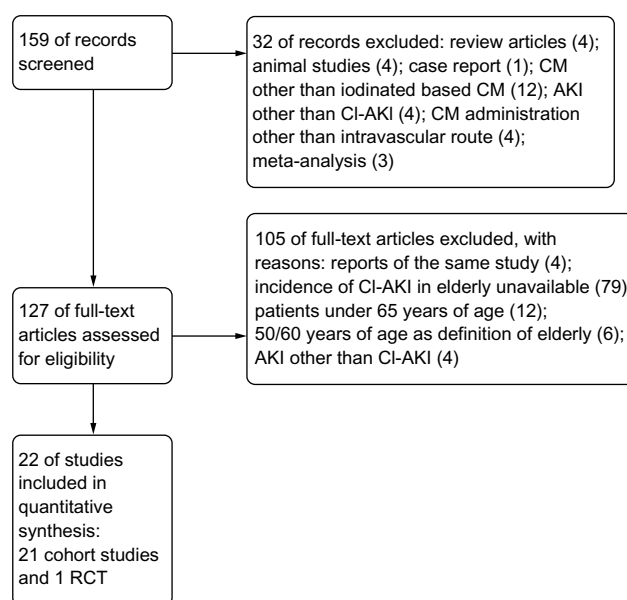 159 of records
screened
32 of records excluded: review articles (4);
animal studies (4); case report (1); CM
other than iodinated based CM (12); AKI
other than CI-AKI (4); CM administration
other than intravascular route (4);
meta-analysis (3)
105 of full-text articles excluded, with
reasons: reports of the same study (4);
incidence of CI-AKI in elderly unavailable (79);
patients under 65 years of age (12);
50/60 years of age as definition of elderly (6);
AKI other than CI-AKI (4)
127 of full-text
articles assessed
for eligibility
22 of studies
included in
quantitative
synthesis:
21 cohort studies
and 1 RCT